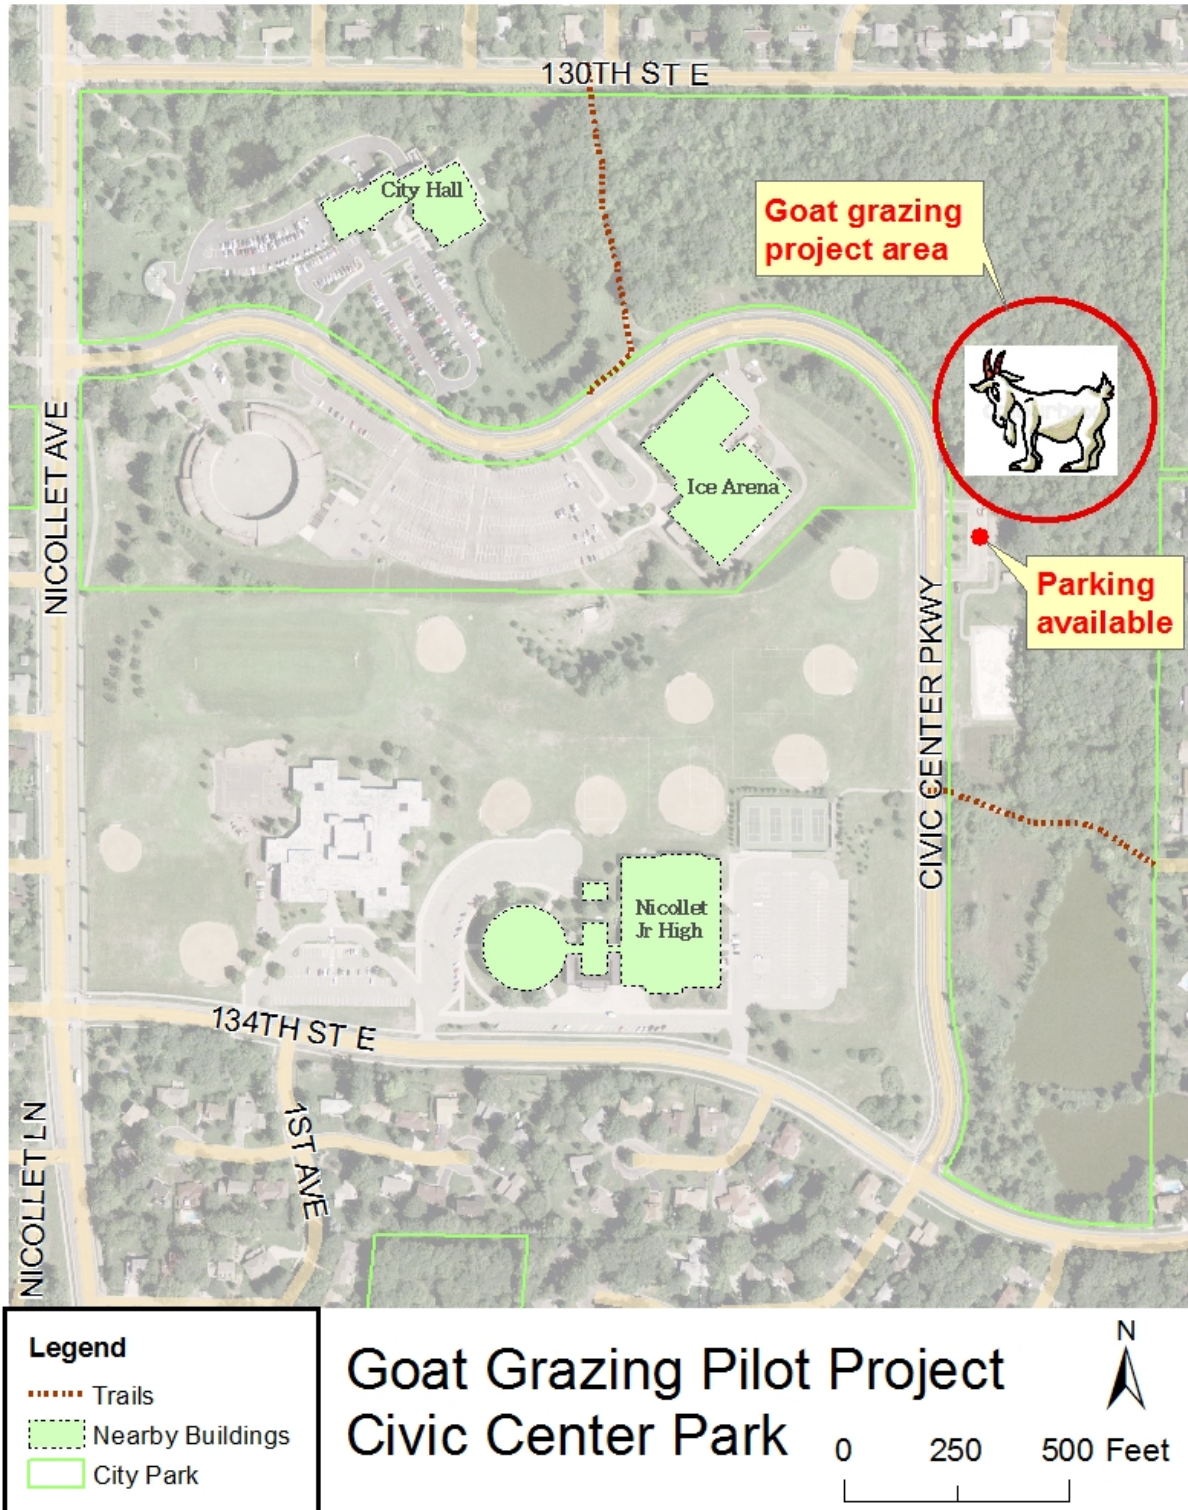 130TH ST E
City Hall
Goat grazing
project area
NICOLLET AVE
Ice Arena
Parking
available
CIVIC CENTER PKWY
Nicollet
Jr High
134TH ST E
1ST AVE
NICOLLET LN
Legend
Trails
Nearby Buildings
City Park
Goat Grazing Pilot Project
Civic Center Park
N
0 250 500 Feet